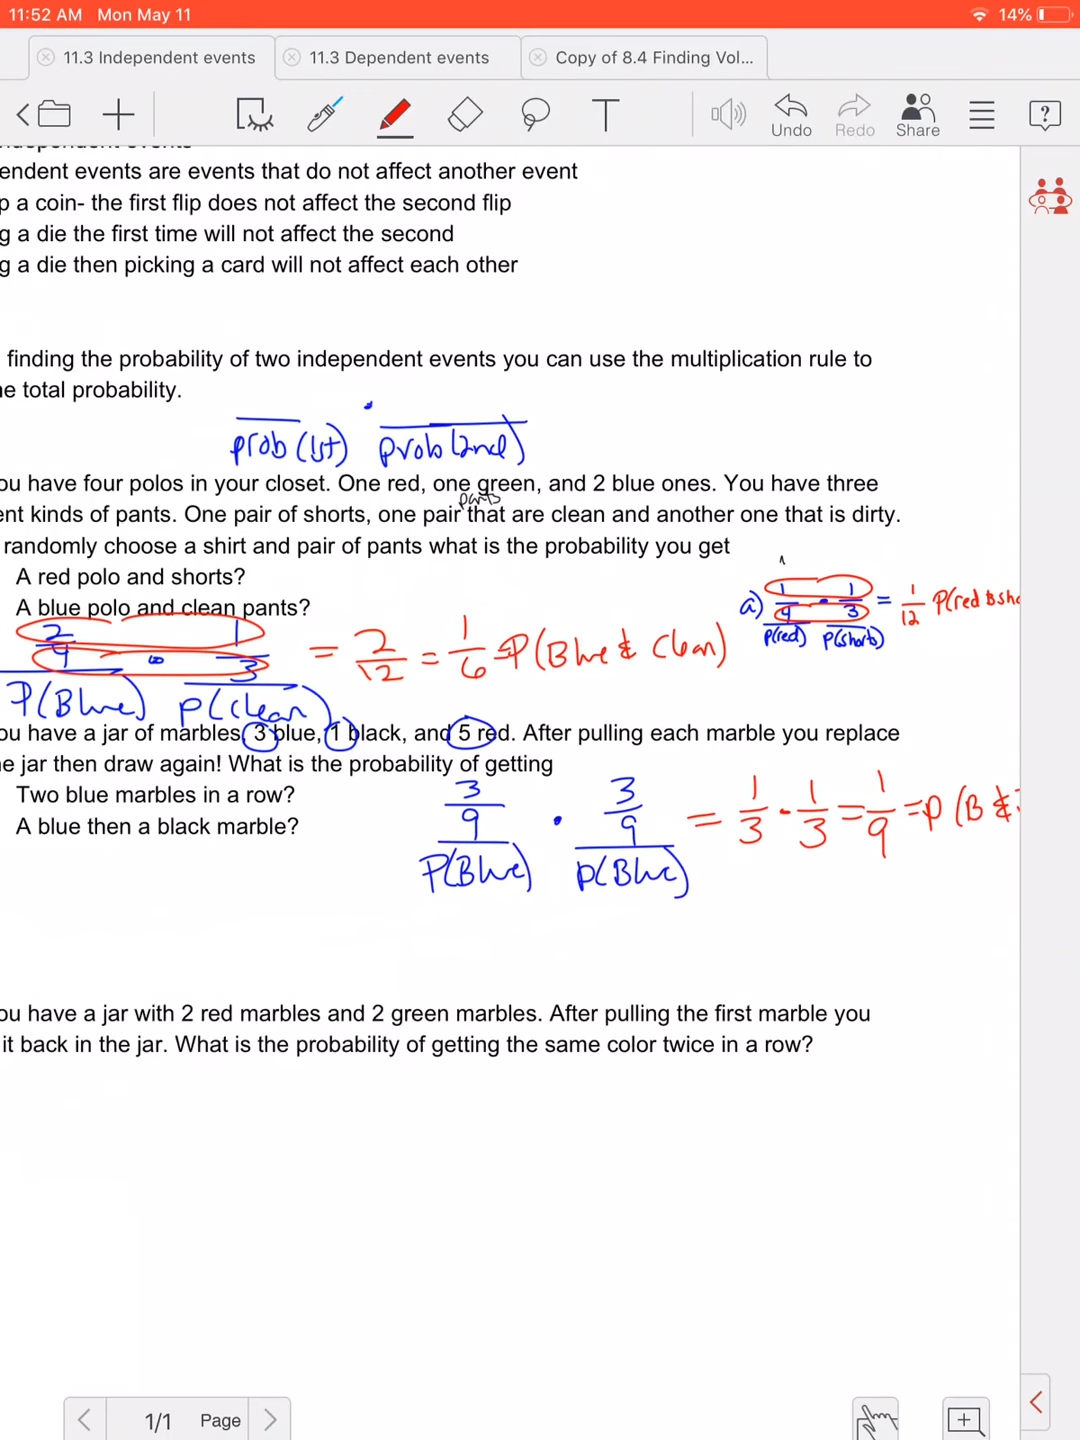 11:52 AM Mon May 11
14%
11.3 Independent events
11.3 Dependent events
Copy of 8.4 Finding Vol...
T
Undo
Redo
Share
?
endent events are events that do not affect another event
p a coin- the first flip does not affect the second flip
g a die the first time will not affect the second
g a die then picking a card will not affect each other
finding the probability of two independent events you can use the multiplication rule to
he total probability.
prob (1st) · prob (2nd)
ou have four polos in your closet. One red, one green, and 2 blue ones. You have three
pants
ent kinds of pants. One pair of shorts, one pair that are clean and another one that is dirty.
randomly choose a shirt and pair of pants what is the probability you get
A red polo and shorts?
A blue polo and clean pants?
a) 1/4 · 1/3 = 1/12 P(red & sho
P(red) P(shorts)
2/4 · 1/3 = 2/12 = 1/6 = P(Blue & Clean)
P(Blue) P(clean)
ou have a jar of marbles, 3 blue, 1 black, and 5 red. After pulling each marble you replace
e jar then draw again! What is the probability of getting
Two blue marbles in a row?
A blue then a black marble?
3/9 · 3/9 = 1/3 · 1/3 = 1/9 = P (B &
P(Blue) P(Blue)
ou have a jar with 2 red marbles and 2 green marbles. After pulling the first marble you
it back in the jar. What is the probability of getting the same color twice in a row?
1/1 Page